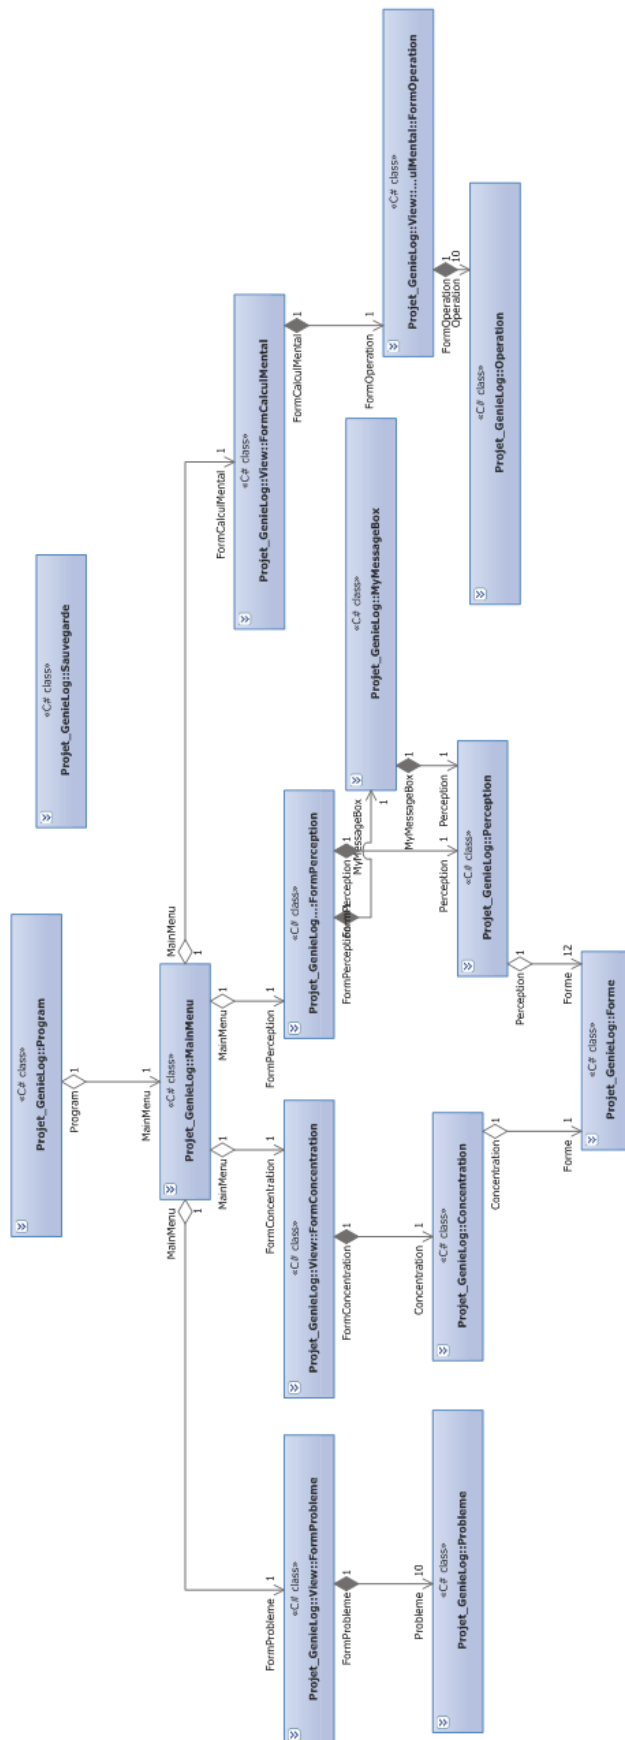 «C# class»
Projet_GenieLog::Program
Program 1
MainMenu 1
«C# class»
Projet_GenieLog::Sauvegarde
«C# class»
Projet_GenieLog::MainMenu
MainMenu
1
FormProbleme 1
MainMenu 1
FormConcentration 1
MainMenu 1
FormPerception 1
MainMenu
1
FormCalculMental 1
«C# class»
Projet_GenieLog::View::FormProbleme
FormProbleme 1
Probleme 10
«C# class»
Projet_GenieLog::Probleme
«C# class»
Projet_GenieLog::View::FormConcentration
FormConcentration 1
Concentration 1
«C# class»
Projet_GenieLog::Concentration
Concentration 1
Forme 1
«C# class»
Projet_GenieLog...:FormPerception
FormPerception 1
FormPerception 1
MyMessageBox
1
Perception 1
«C# class»
Projet_GenieLog::MyMessageBox
MyMessageBox 1
Perception 1
«C# class»
Projet_GenieLog::Perception
Perception 1
Forme 12
«C# class»
Projet_GenieLog::Forme
«C# class»
Projet_GenieLog::View::FormCalculMental
FormCalculMental 1
FormOperation 1
«C# class»
Projet_GenieLog::View::...ulMental::FormOperation
FormOperation 1
Operation 10
«C# class»
Projet_GenieLog::Operation